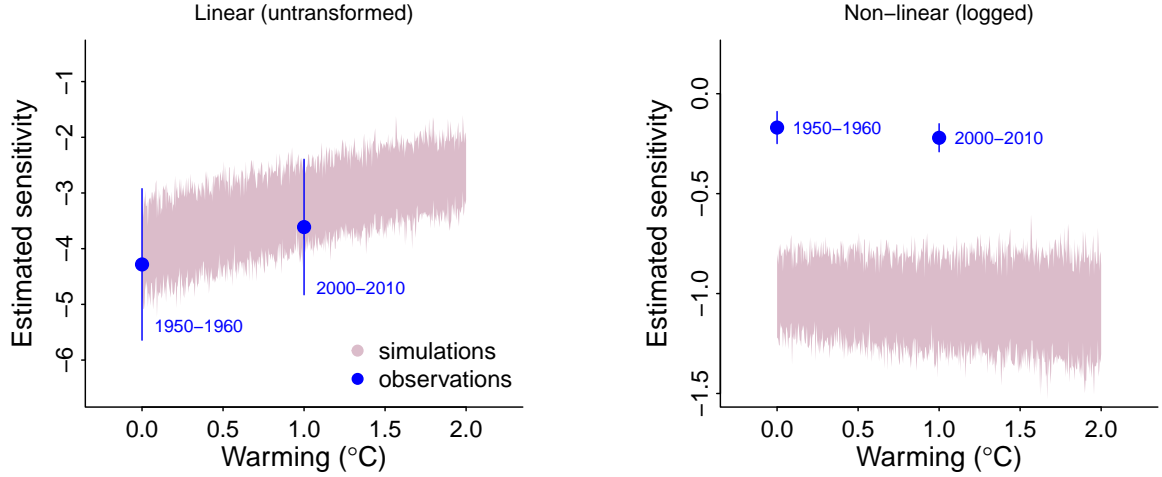 Linear (untransformed)
Estimated sensitivity
−1
−2
−3
−4
−5
−6
1950−1960
2000−2010
simulations
observations
0.0 0.5 1.0 1.5 2.0
Warming (°C)
Non−linear (logged)
Estimated sensitivity
0.0
−0.5
−1.0
−1.5
1950−1960
2000−2010
0.0 0.5 1.0 1.5 2.0
Warming (°C)